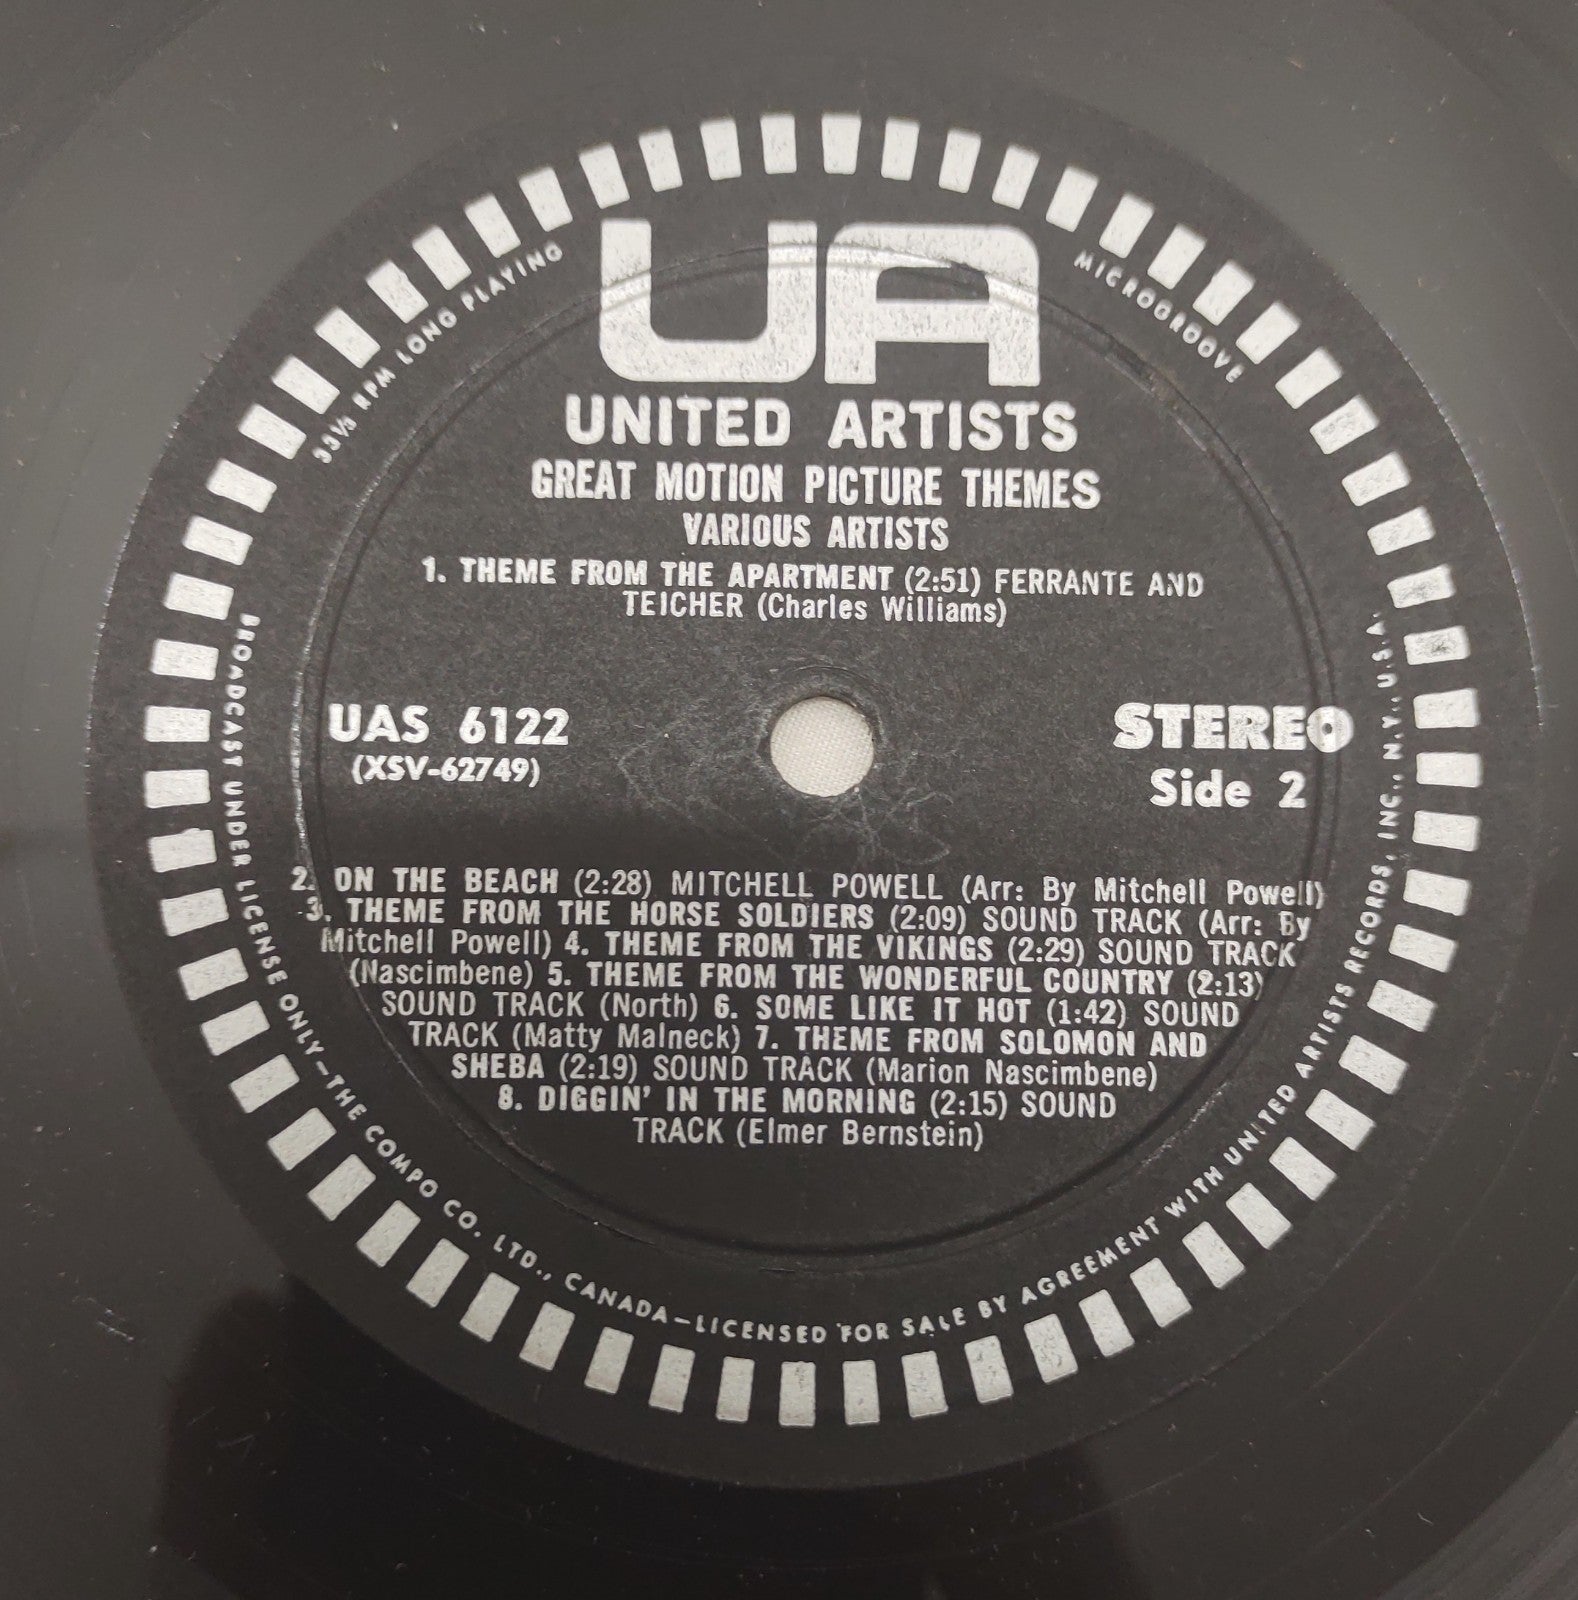 UA
UNITED ARTISTS
GREAT MOTION PICTURE THEMES
VARIOUS ARTISTS
1. THEME FROM THE APARTMENT (2:51) FERRANTE AND
TEICHER (Charles Williams)
UAS 6122
(XSV-62749)
STEREO
Side 2
2. ON THE BEACH (2:28) MITCHELL POWELL (Arr: By Mitchell Powell)
3. THEME FROM THE HORSE SOLDIERS (2:09) SOUND TRACK (Arr: By
Mitchell Powell) 4. THEME FROM THE VIKINGS (2:29) SOUND TRACK
(Nascimbene) 5. THEME FROM THE WONDERFUL COUNTRY (2:13)
SOUND TRACK (North) 6. SOME LIKE IT HOT (1:42) SOUND
TRACK (Matty Malneck) 7. THEME FROM SOLOMON AND
SHEBA (2:19) SOUND TRACK (Marion Nascimbene)
8. DIGGIN' IN THE MORNING (2:15) SOUND
TRACK (Elmer Bernstein)
33⅓ RPM LONG PLAYING
MICROGROOVE
BROADCAST UNDER LICENSE ONLY—THE COMPO CO. LTD., CANADA—LICENSED FOR SALE BY AGREEMENT WITH UNITED ARTISTS RECORDS, INC., N.Y., U.S.A.